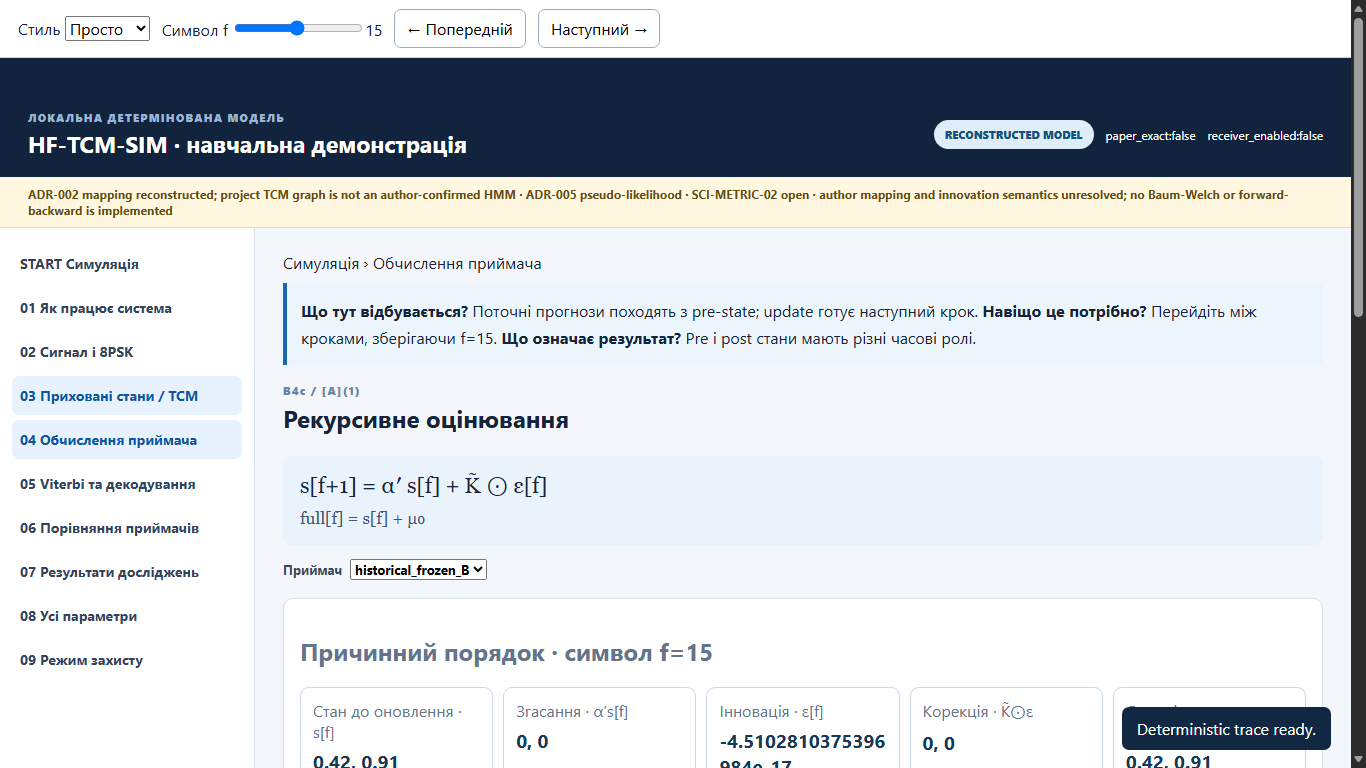 Стиль Просто Символ f 15 ← Попередній Наступний →
ЛОКАЛЬНА ДЕТЕРМІНОВАНА МОДЕЛЬ
HF-TCM-SIM · навчальна демонстрація
RECONSTRUCTED MODEL paper_exact:false receiver_enabled:false
ADR-002 mapping reconstructed; project TCM graph is not an author-confirmed HMM · ADR-005 pseudo-likelihood · SCI-METRIC-02 open · author mapping and innovation semantics unresolved; no Baum-Welch or forward-
backward is implemented
START Симуляція
01 Як працює система
02 Сигнал і 8PSK
03 Приховані стани / TCM
04 Обчислення приймача
05 Viterbi та декодування
06 Порівняння приймачів
07 Результати досліджень
08 Усі параметри
09 Режим захисту
Симуляція › Обчислення приймача
Що тут відбувається? Поточні прогнози походять з pre-state; update готує наступний крок. Навіщо це потрібно? Перейдіть між
кроками, зберігаючи f=15. Що означає результат? Pre і post стани мають різні часові ролі.
B4c / [A](1)
Рекурсивне оцінювання
s[f+1] = α′ s[f] + K̃ ⊙ ε[f]
full[f] = s[f] + μ₀
Приймач historical_frozen_B
Причинний порядок · символ f=15
Стан до оновлення ·
s[f]
0.42, 0.91
Згасання · α′s[f]
0, 0
Інновація · ε[f]
-4.5102810375396
984e-17
Корекція · K̃⊙ε
0, 0
0.42, 0.91
Deterministic trace ready.